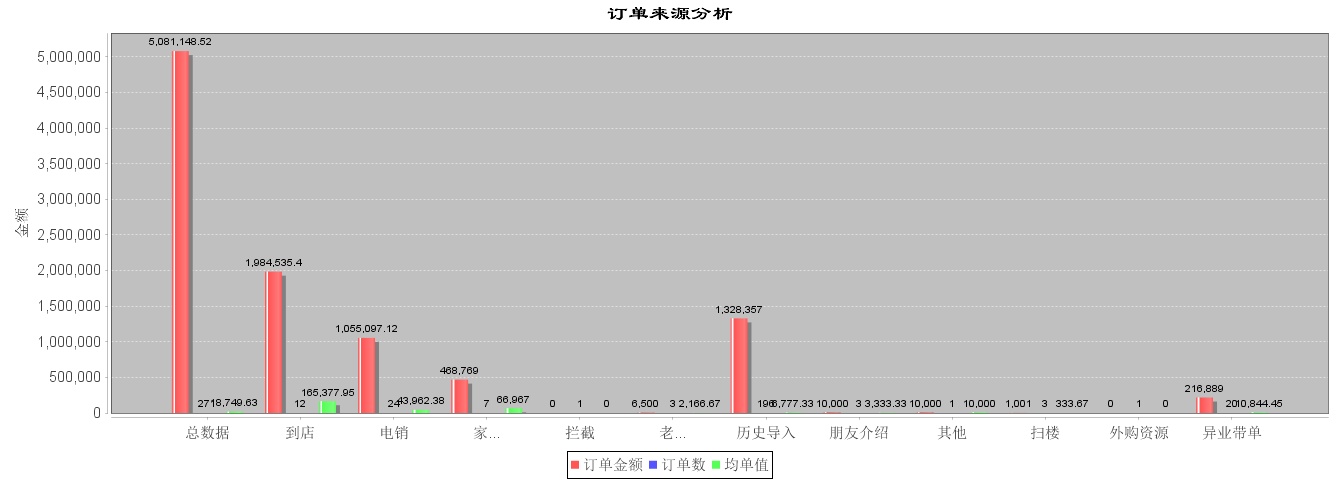 订单来源分析
金额
5,000,000
4,500,000
4,000,000
3,500,000
3,000,000
2,500,000
2,000,000
1,500,000
1,000,000
500,000
0
5,081,148.52
271 18,749.63
1,984,535.4
12
165,377.95
1,055,097.12
24
43,962.38
468,769
7
66,967
0 1 0
6,500 3 2,166.67
1,328,357
196
6,777.33
10,000 3 3,333.33
10,000 1 10,000
1,001 3 333.67
0 1 0
216,889
20
10,844.45
总数据 到店 电销 家... 拦截 老... 历史导入 朋友介绍 其他 扫楼 外购资源 异业带单
订单金额 订单数 均单值